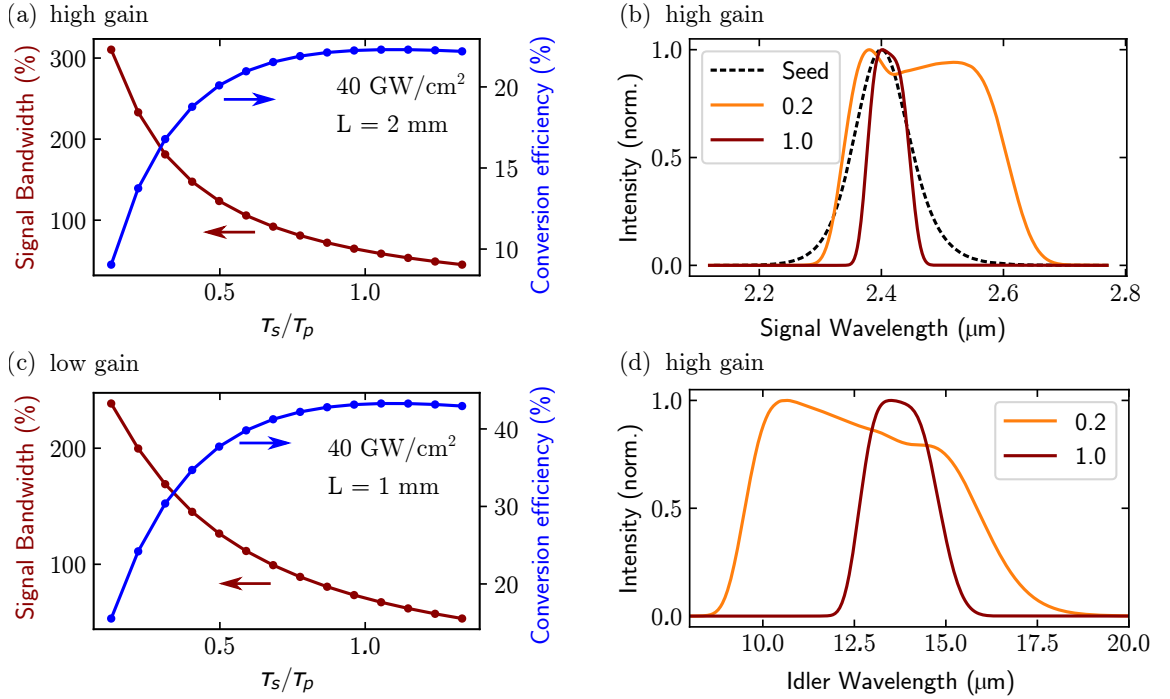 (a) high gain
Signal Bandwidth (%)
300
200
100
40 GW/cm²
L = 2 mm
20
15
10
Conversion efficiency (%)
0.5
1.0
τs/τp
(b) high gain
Intensity (norm.)
1.0
0.5
0.0
Seed
0.2
1.0
2.2
2.4
2.6
2.8
Signal Wavelength (μm)
(c) low gain
Signal Bandwidth (%)
200
100
40 GW/cm²
L = 1 mm
40
30
20
Conversion efficiency (%)
0.5
1.0
τs/τp
(d) high gain
Intensity (norm.)
1.0
0.5
0.0
0.2
1.0
10.0
12.5
15.0
17.5
20.0
Idler Wavelength (μm)